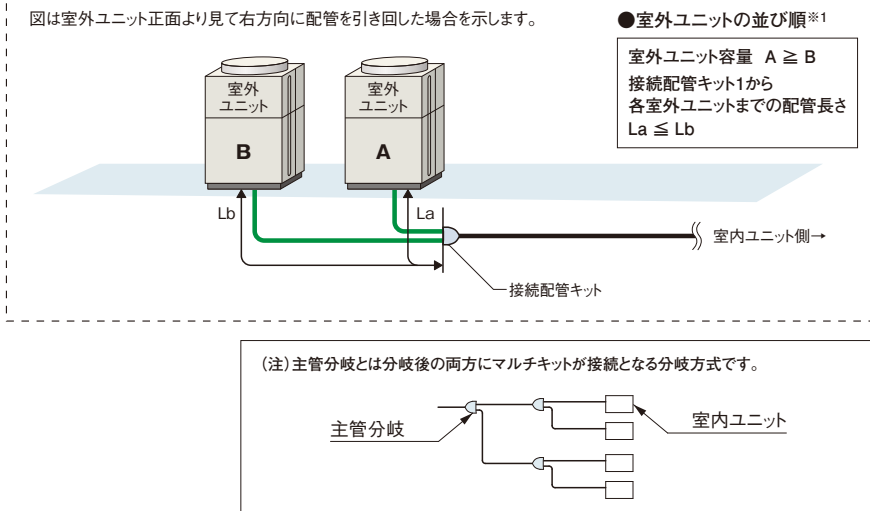 図は室外ユニット正面より見て右方向に配管を引き回した場合を示します。
●室外ユニットの並び順※1
室外ユニット容量 A ≧ B
接続配管キット1から
各室外ユニットまでの配管長さ
La ≦ Lb
室外
ユニット
B
室外
ユニット
A
Lb
La
室内ユニット側→
接続配管キット
(注)主管分岐とは分岐後の両方にマルチキットが接続となる分岐方式です。
主管分岐
室内ユニット